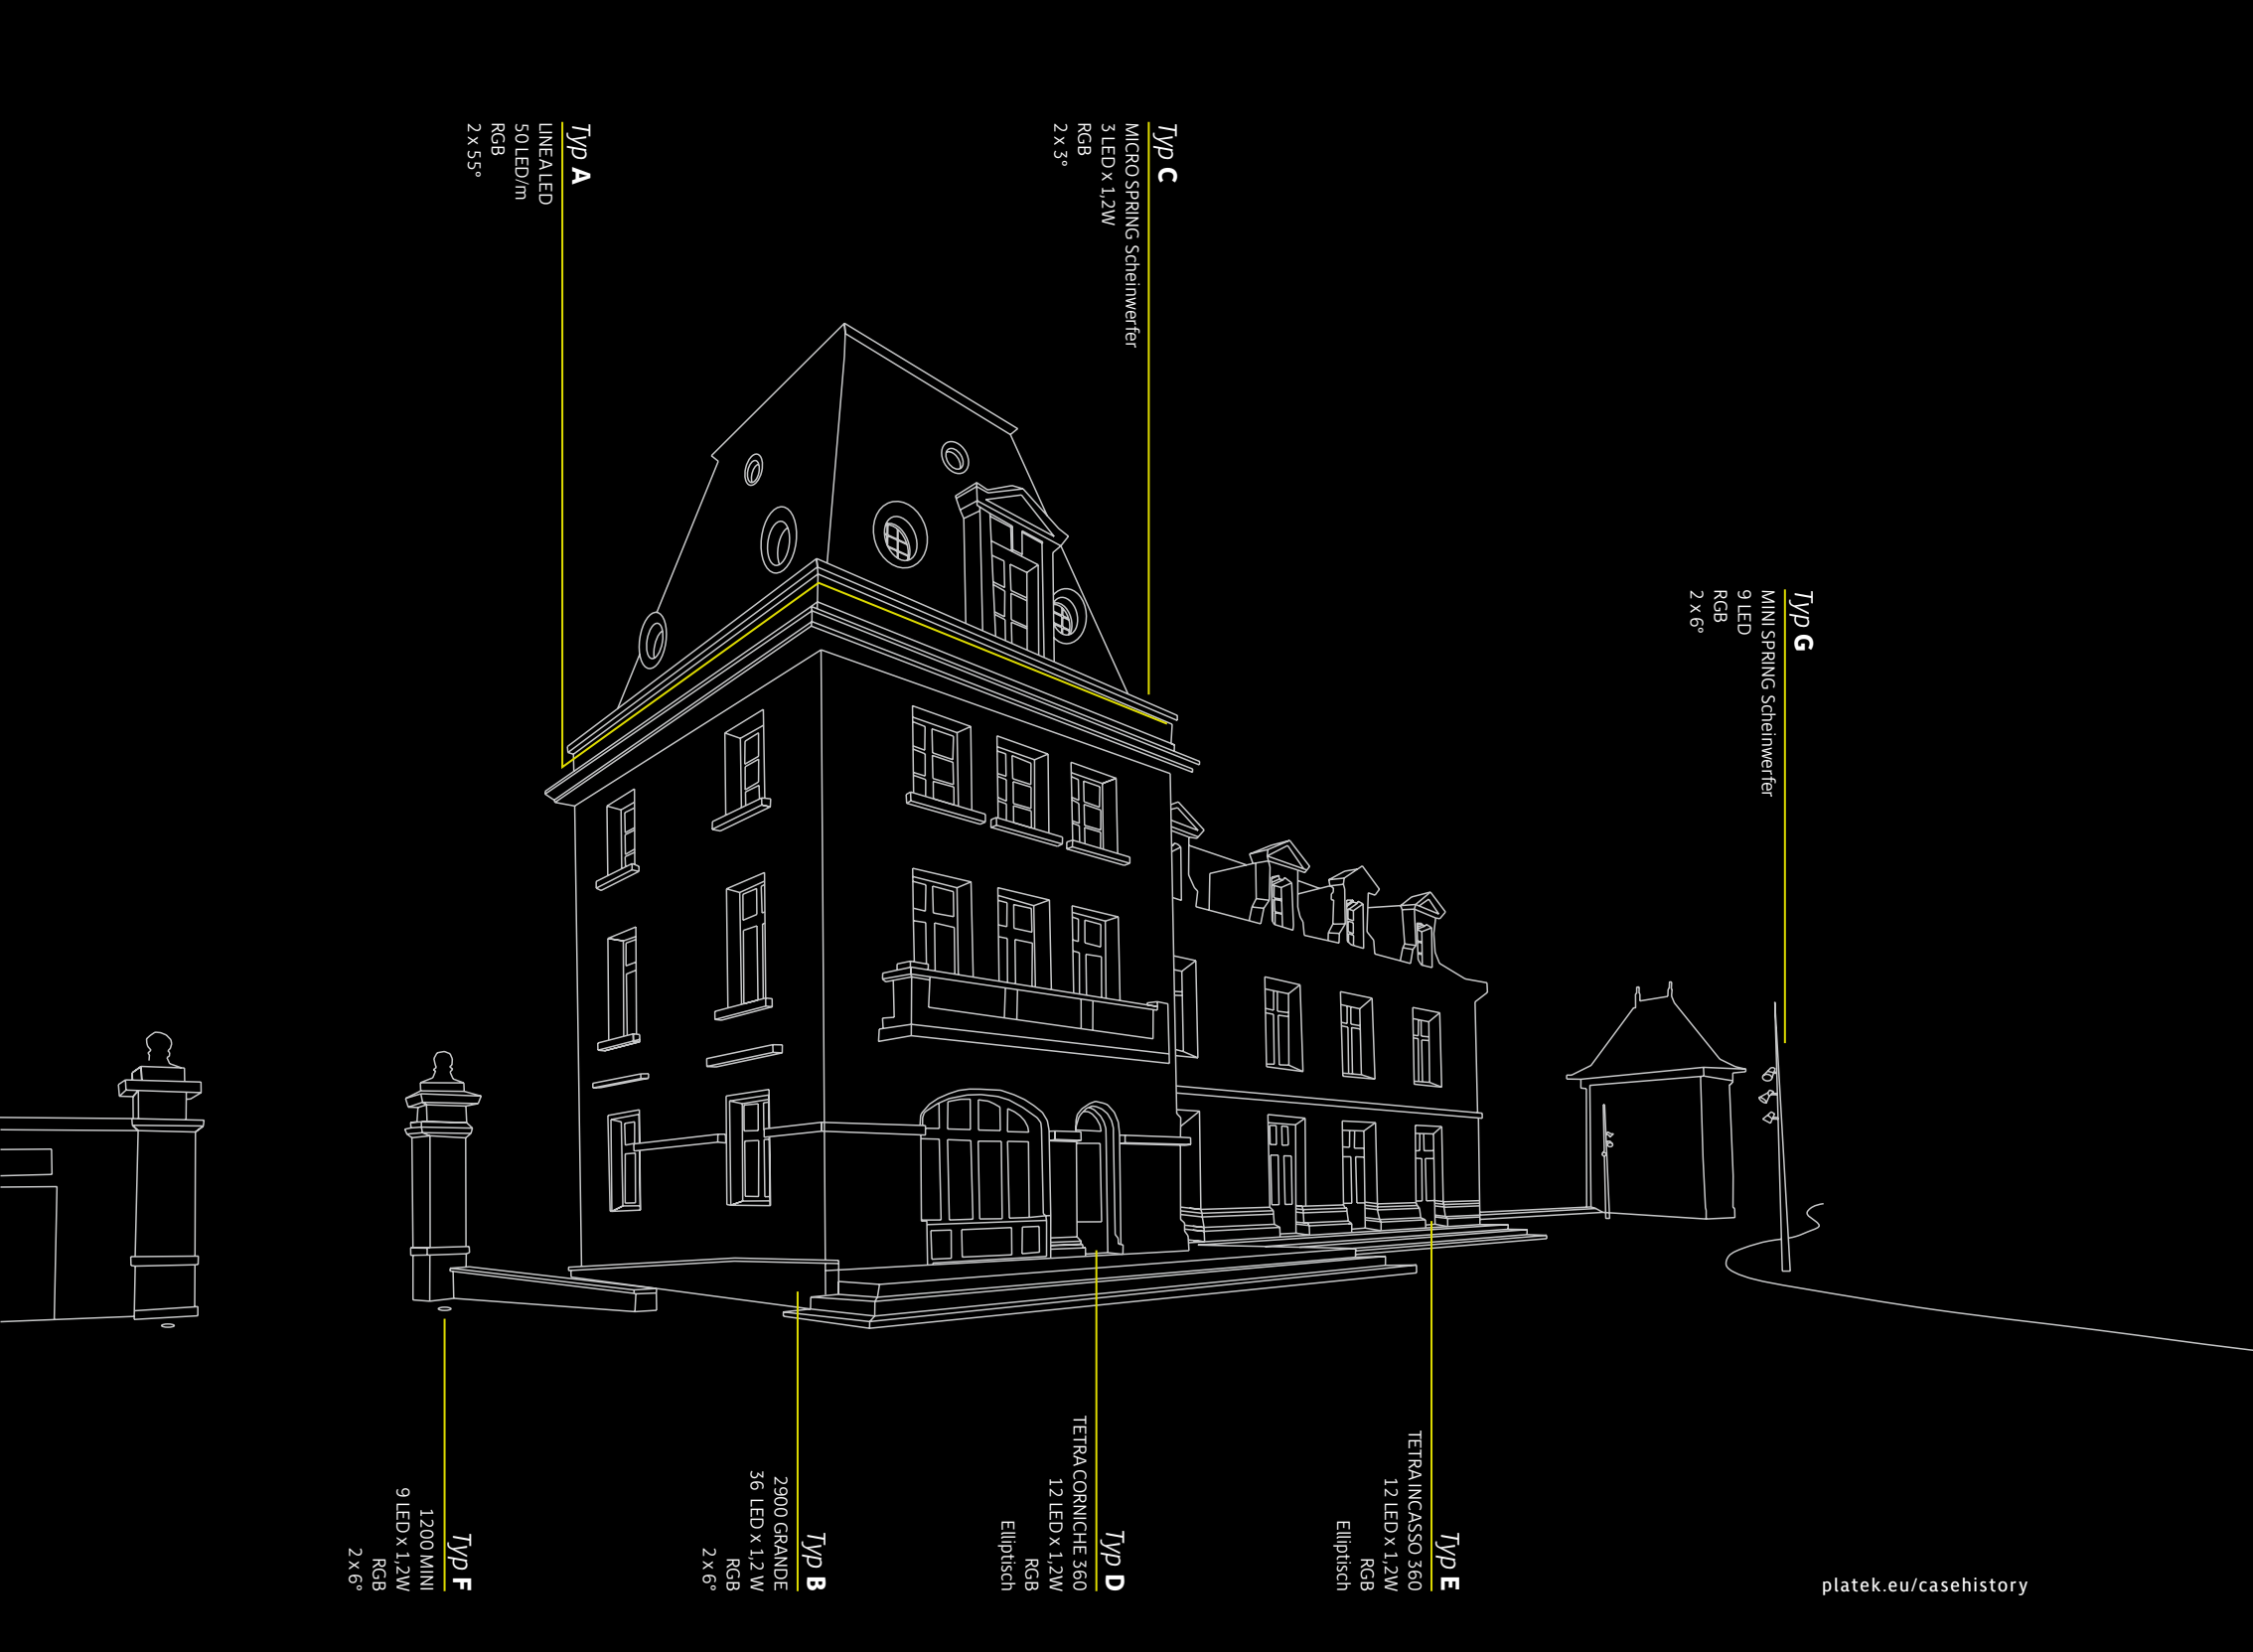 Typ A
LINEA LED
50 LED/m
RGB
2 x 55°
Typ C
MICRO SPRING Scheinwerfer
3 LED x 1,2W
RGB
2 x 3°
Typ G
MINI SPRING Scheinwerfer
9 LED
RGB
2 x 6°
Typ F
1200 MINI
9 LED x 1,2W
RGB
2 x 6°
Typ B
2900 GRANDE
36 LED x 1,2 W
RGB
2 x 6°
Typ D
TETRA CORNICHE 360
12 LED x 1,2W
RGB
Elliptisch
Typ E
TETRA INCASSO 360
12 LED x 1,2W
RGB
Elliptisch
platek.eu/casehistory